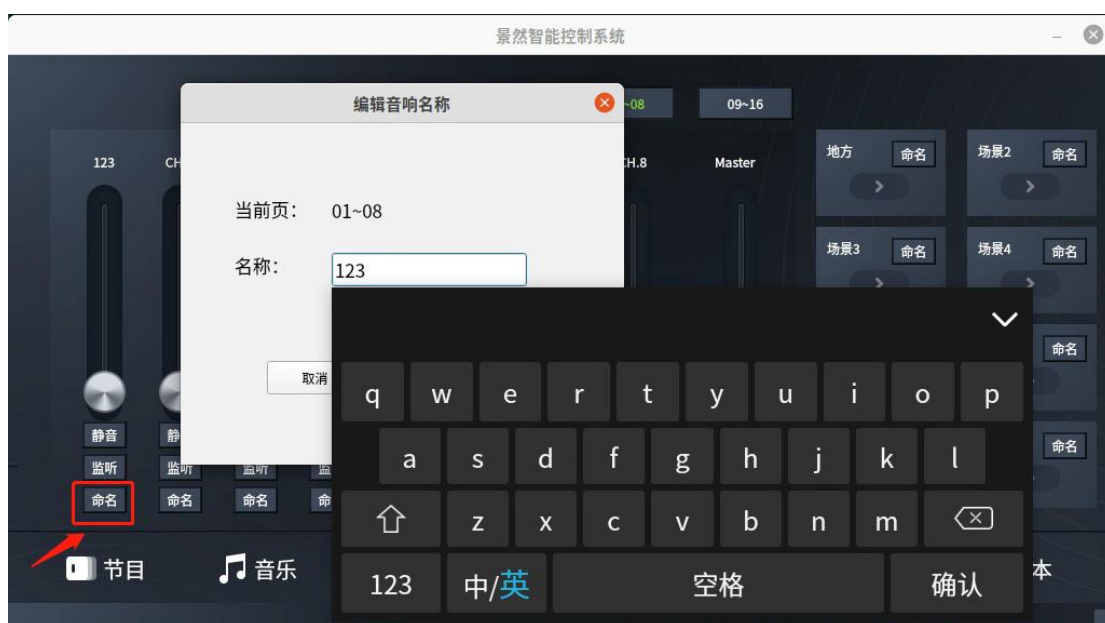 景然智能控制系统
编辑音响名称
~08
09~16
123
CH
CH.8
Master
地方
命名
场景2
命名
当前页： 01~08
名称： 123
场景3
命名
场景4
命名
命名
取消
q w e r t y u i o p
静音
静
a s d f g h j k l
命名
监听
监听
监听
监
命名
命名
命名
命
z x c v b n m
节目
音乐
123 中/英 空格 确认
本